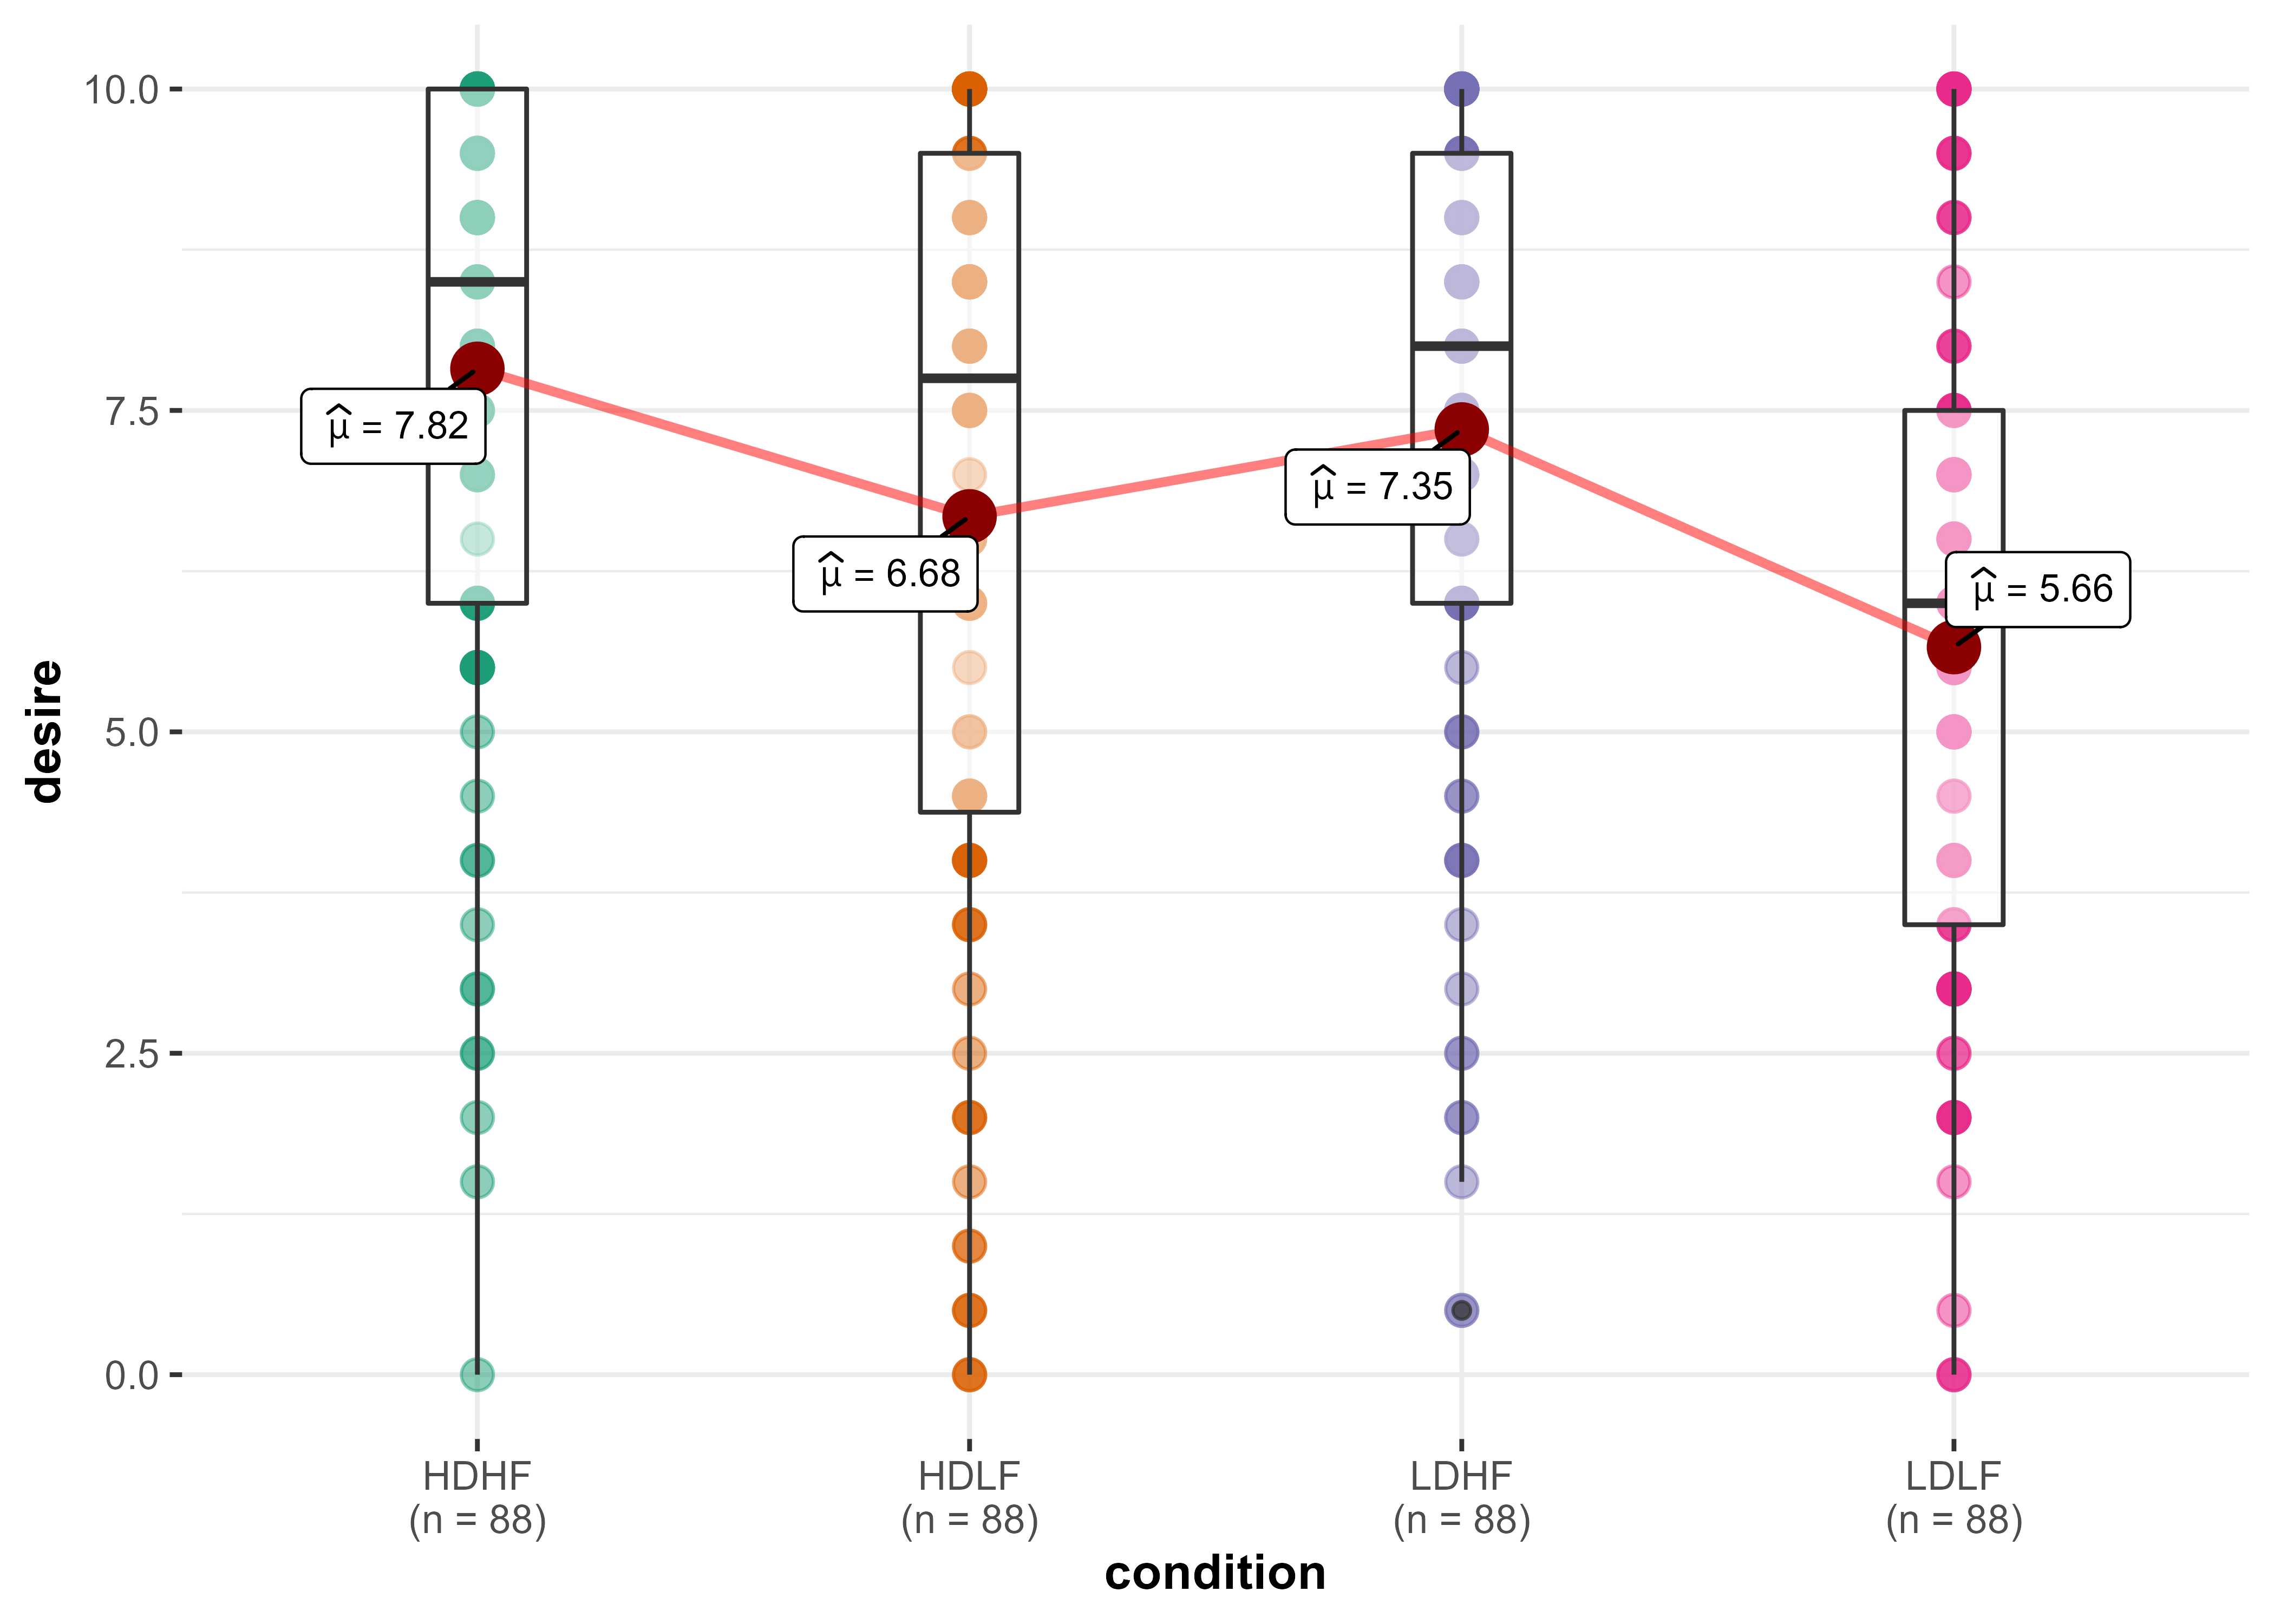 10.0
7.5
5.0
2.5
0.0
desire
μ̂ = 7.82
μ̂ = 6.68
μ̂ = 7.35
μ̂ = 5.66
HDHF
(n = 88)
HDLF
(n = 88)
LDHF
(n = 88)
LDLF
(n = 88)
condition